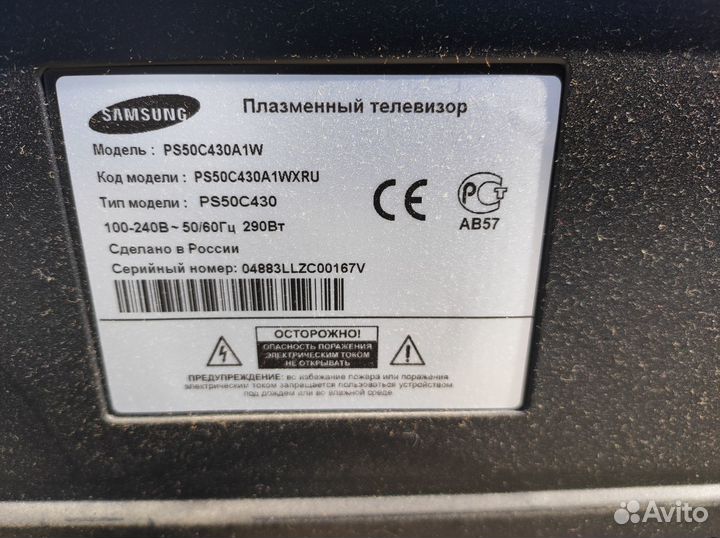 SAMSUNG
Плазменный телевизор
Модель : PS50C430A1W
Код модели : PS50C430A1WXRU
Тип модели : PS50C430
100-240В ~ 50/60Гц 290Вт
Сделано в России
Серийный номер: 04883LLZC00167V
CE
РСТ
АВ57
ОСТОРОЖНО!
ОПАСНОСТЬ ПОРАЖЕНИЯ
ЭЛЕКТРИЧЕСКИМ ТОКОМ
НЕ ОТКРЫВАТЬ
ПРЕДУПРЕЖДЕНИЕ: во избежание пожара или поражения
электрическим током запрещается пользоваться устройством
под дождем или во влажной среде.
Avito